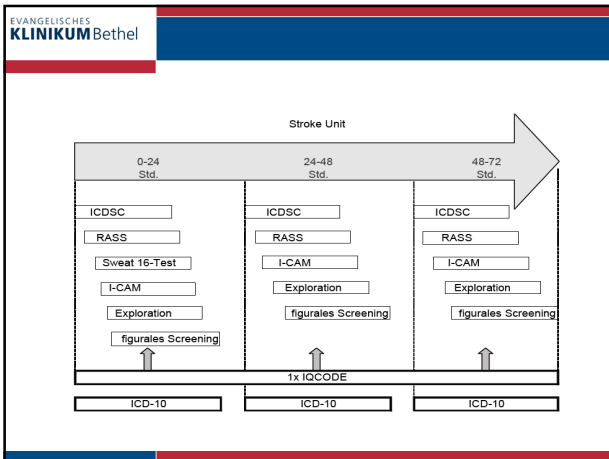 EVANGELISCHES
KLINIKUM Bethel
Stroke Unit
0-24
Std.
24-48
Std.
48-72
Std.
ICDSC
RASS
Sweat 16-Test
I-CAM
Exploration
figurales Screening
ICDSC
RASS
I-CAM
Exploration
figurales Screening
ICDSC
RASS
I-CAM
Exploration
figurales Screening
1x IQCODE
ICD-10
ICD-10
ICD-10